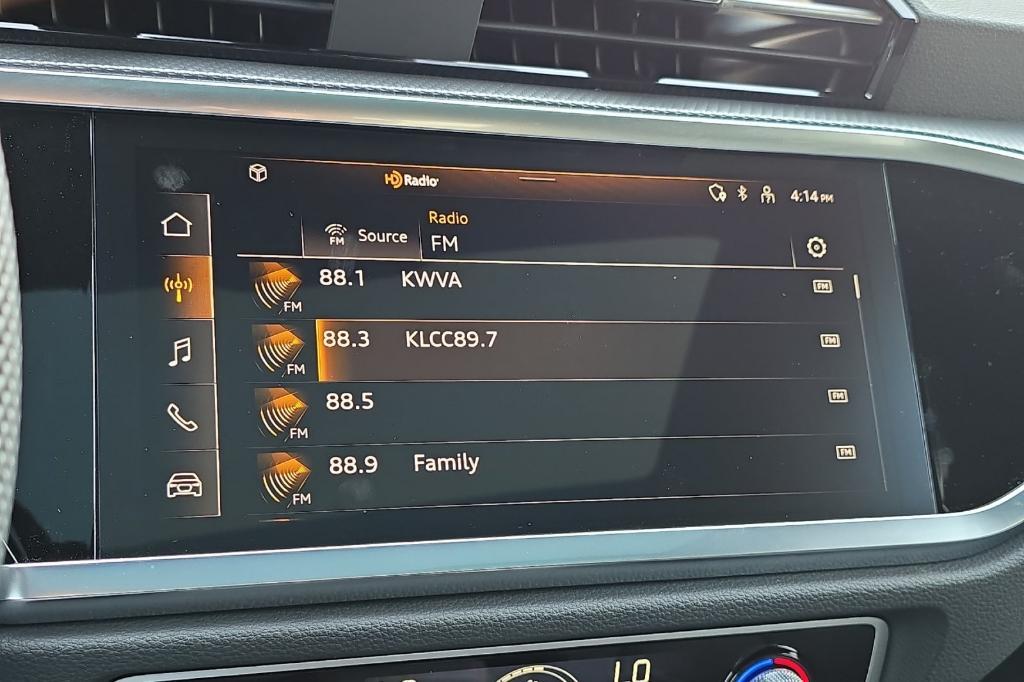 HD Radio
4:14 PM
Radio
FM Source FM
88.1 KWVA FM
FM
88.3 KLCC89.7 FM
FM
88.5 FM
FM
88.9 Family FM
FM
LO